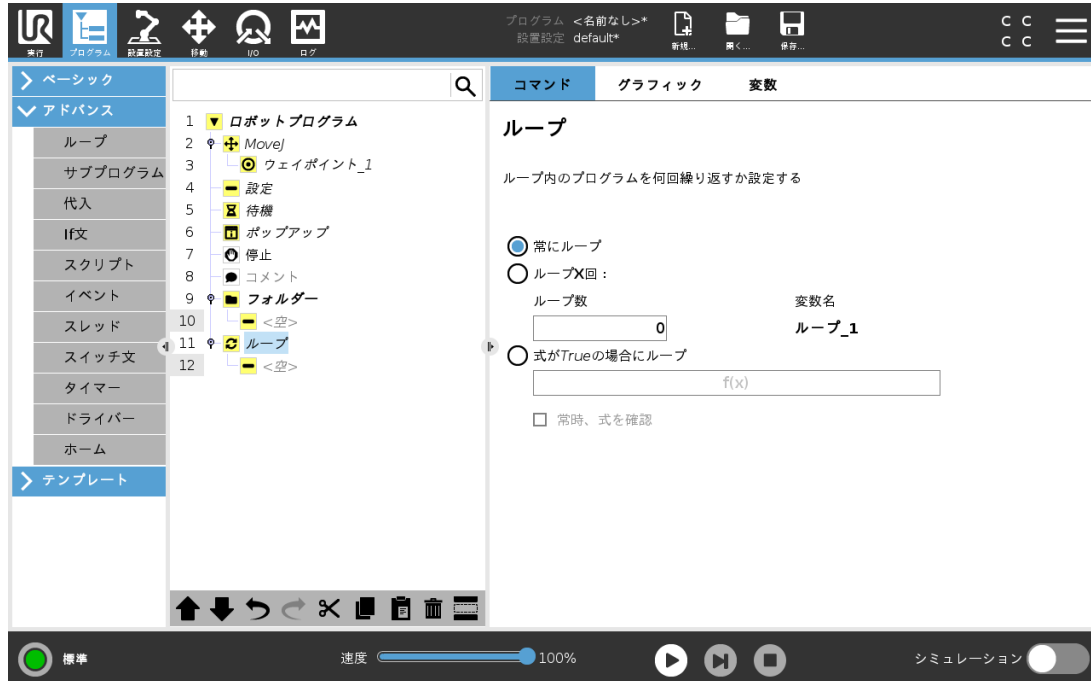 UR
実行
プログラム
設置設定
移動
I/O
ログ
プログラム <名前なし>*
設置設定 default*
新規...
開く...
保存...
C C
C C
ベーシック
アドバンス
ループ
サブプログラム
代入
If文
スクリプト
イベント
スレッド
スイッチ文
タイマー
ドライバー
ホーム
テンプレート
1 ロボットプログラム
2 MoveJ
3 ウェイポイント_1
4 設定
5 待機
6 ポップアップ
7 停止
8 コメント
9 フォルダー
10 <空>
11 ループ
12 <空>
コマンド グラフィック 変数
ループ
ループ内のプログラムを何回繰り返すか設定する
常にループ
ループX回：
ループ数 変数名
0 ループ_1
式がTrueの場合にループ
f(x)
常時、式を確認
標準
速度 100%
シミュレーション